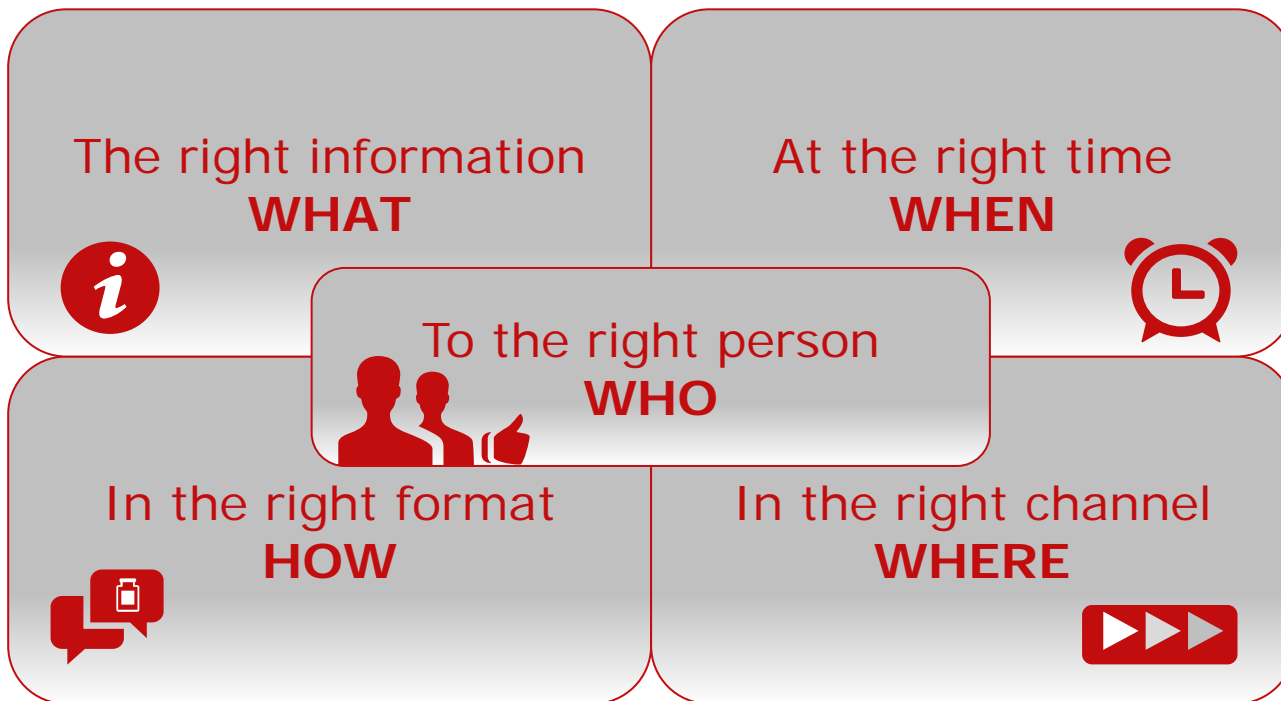 The right information
WHAT
At the right time
WHEN
To the right person
WHO
In the right format
HOW
In the right channel
WHERE